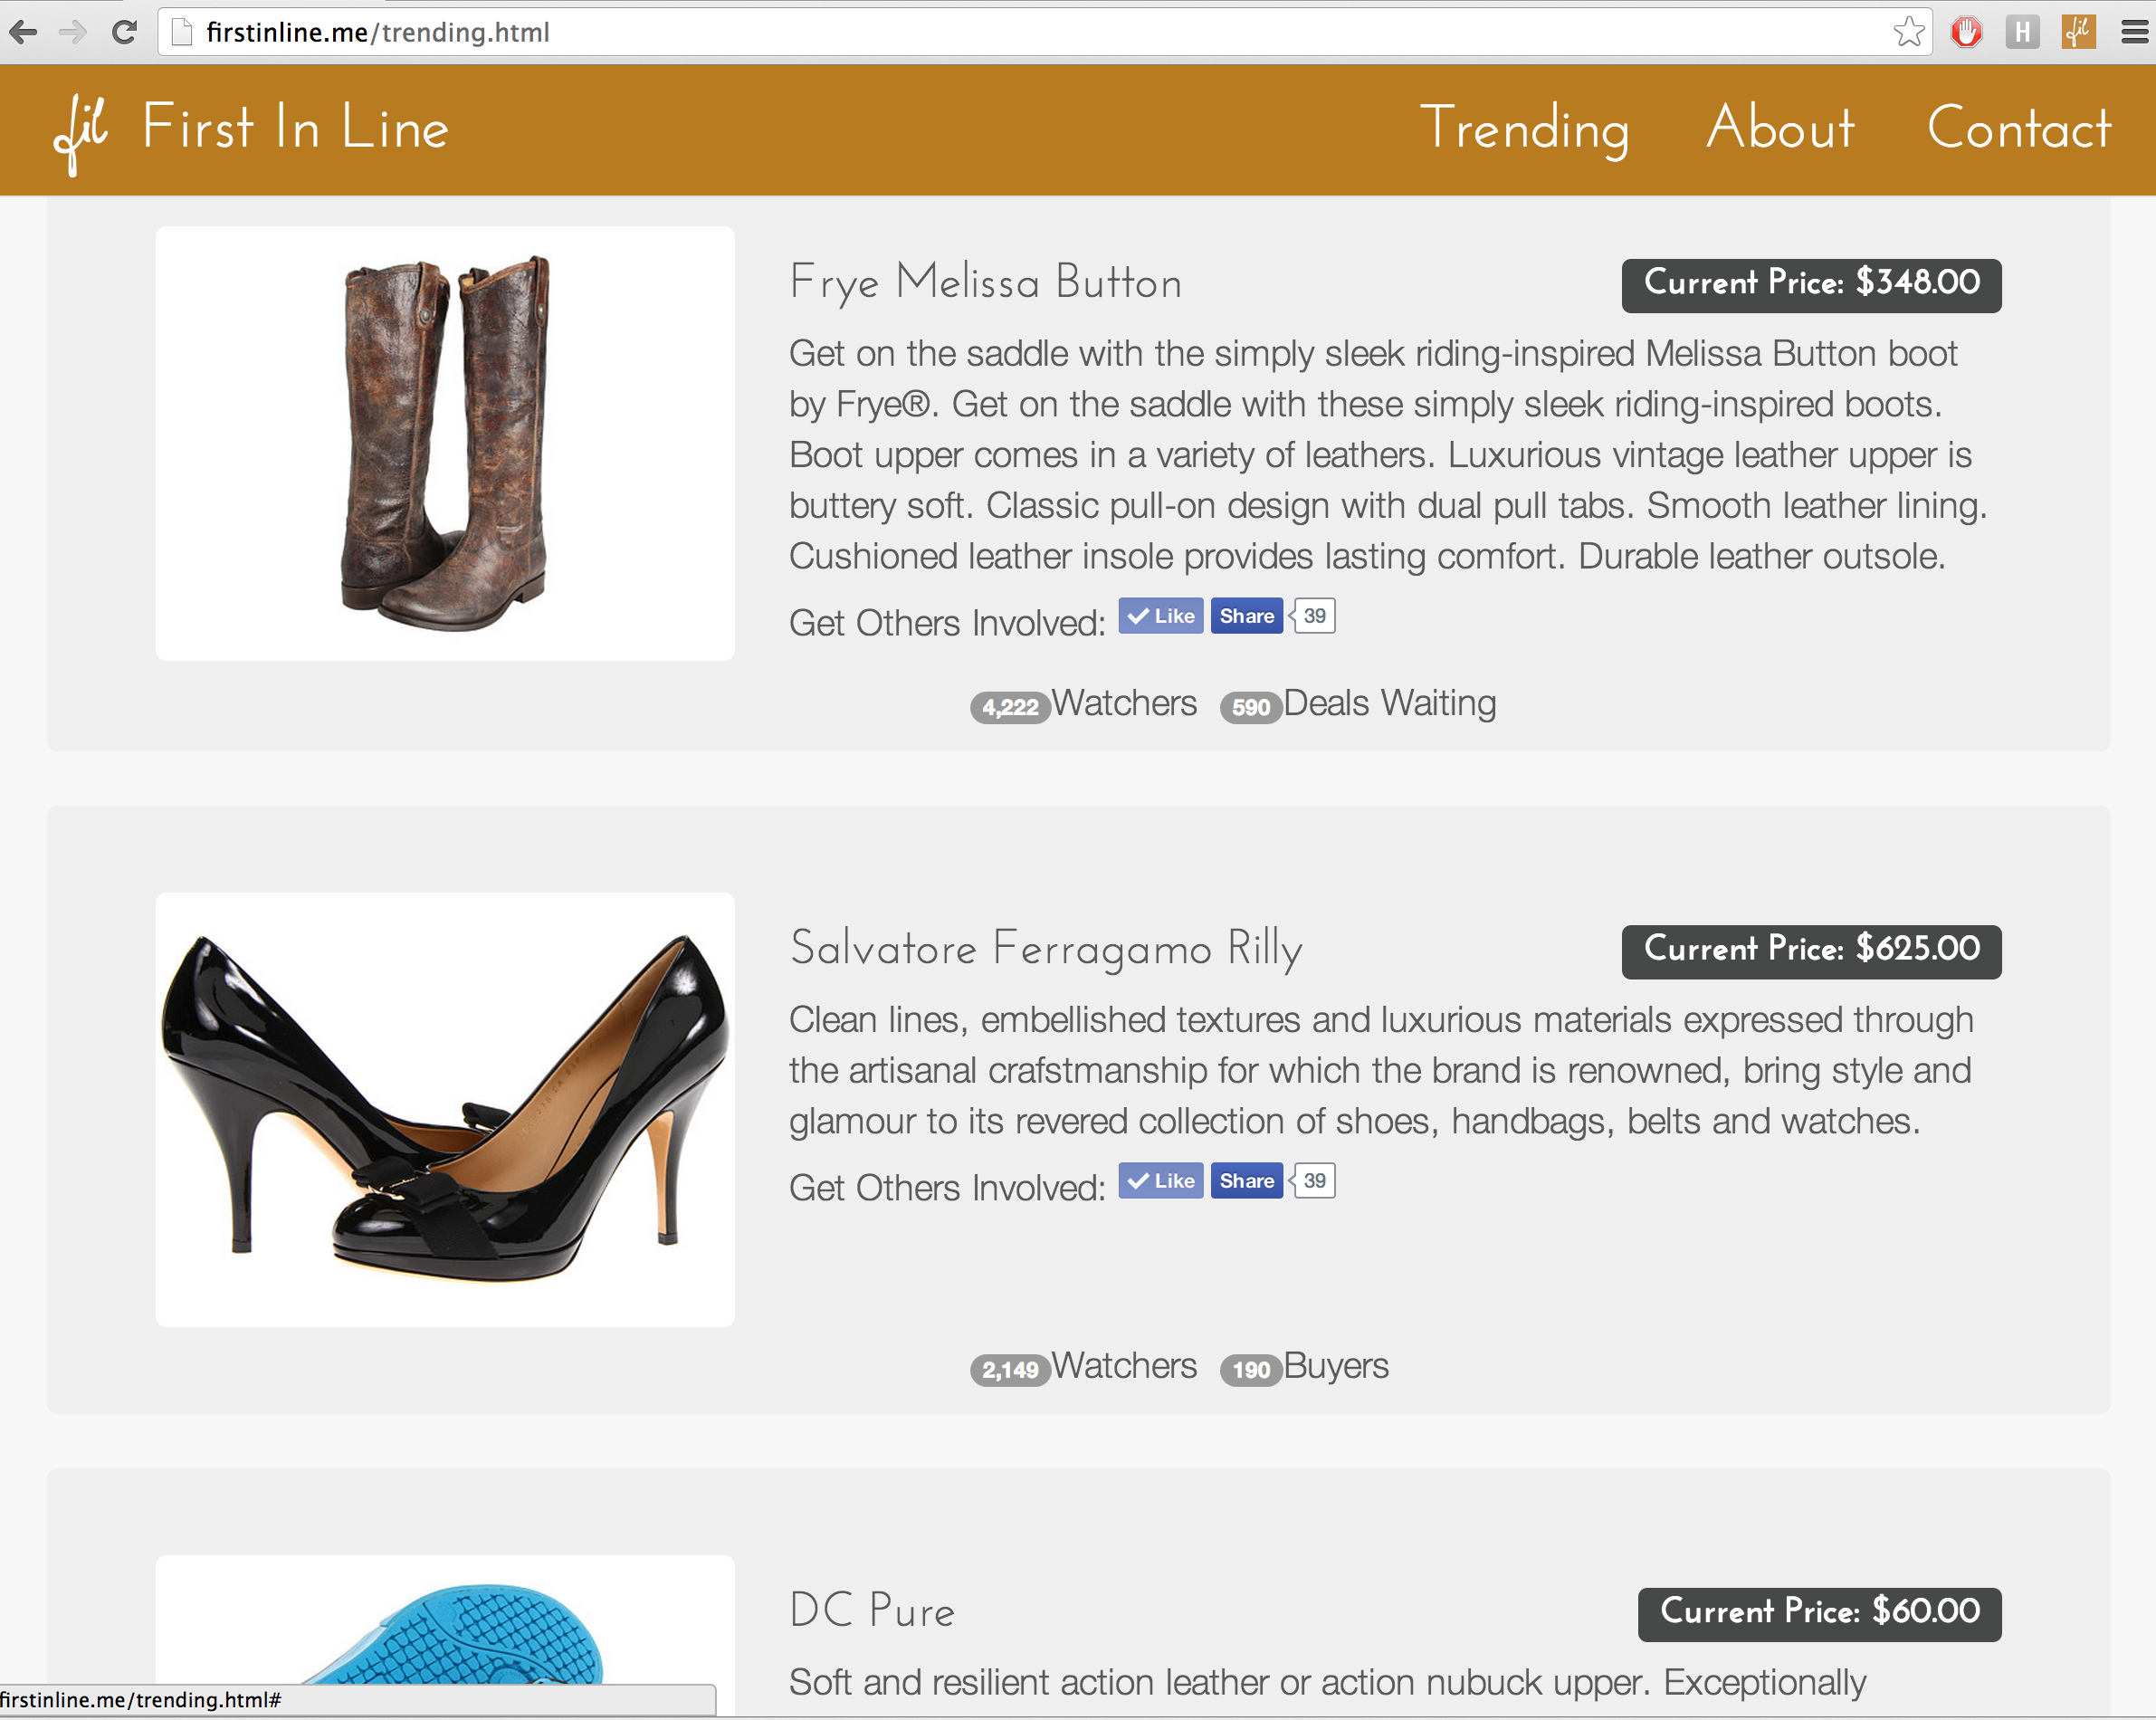 firstinline.me/trending.html
H
fil
fil First In Line
Trending About Contact
Frye Melissa Button
Current Price: $348.00
Get on the saddle with the simply sleek riding-inspired Melissa Button boot
by Frye®. Get on the saddle with these simply sleek riding-inspired boots.
Boot upper comes in a variety of leathers. Luxurious vintage leather upper is
buttery soft. Classic pull-on design with dual pull tabs. Smooth leather lining.
Cushioned leather insole provides lasting comfort. Durable leather outsole.
Get Others Involved: Like Share 39
4,222 Watchers 590 Deals Waiting
Salvatore Ferragamo Rilly
Current Price: $625.00
Clean lines, embellished textures and luxurious materials expressed through
the artisanal crafstmanship for which the brand is renowned, bring style and
glamour to its revered collection of shoes, handbags, belts and watches.
Get Others Involved: Like Share 39
2,149 Watchers 190 Buyers
DC Pure
Current Price: $60.00
Soft and resilient action leather or action nubuck upper. Exceptionally
firstinline.me/trending.html#